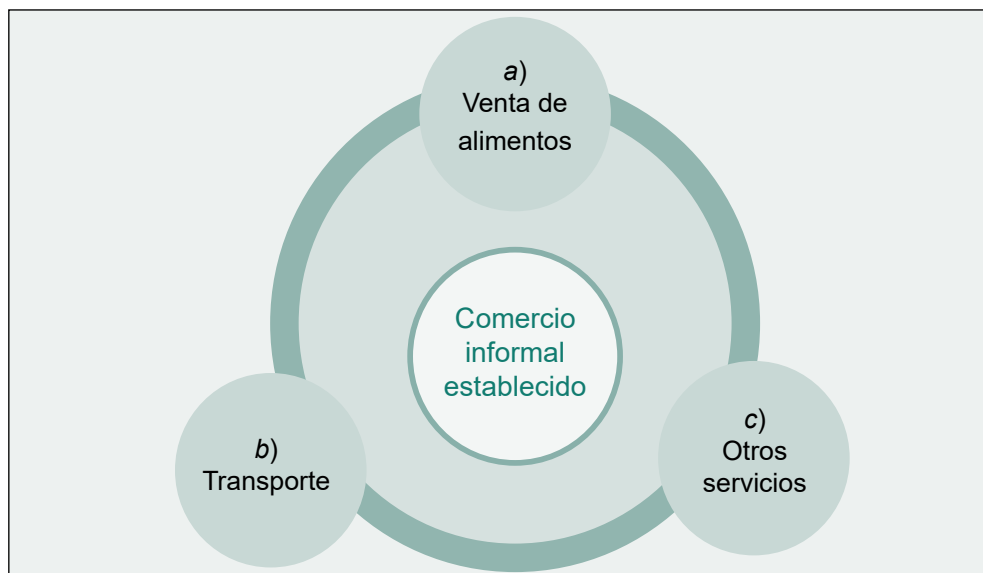 a)
Venta de
alimentos
Comercio
informal
establecido
b)
Transporte
c)
Otros
servicios